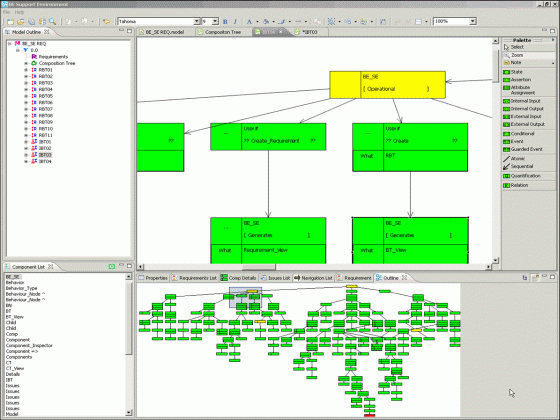 BE Support Environment
File Help
Tahoma 9 B I A 100%
Model Outline
BE_SE REQ
0.0
Requirements
Composition Tree
RBT01
RBT02
RBT03
RBT04
RBT05
RBT06
RBT07
RBT08
RBT09
RBT10
RBT11
IBT01
IBT02
IBT03
IBT04
BE_SE REQ.model
Compositon Tree
*IBT03
BE_SE
[ Operational ]
...
User#
?? Create_Requirement ??
...
User#
?? Create ??
What RBT
??
BE_SE
[ Generates ]
What Requirement_View
BE_SE
[ Generates ]
What BT_View
Palette
Select
Zoom
Note
State
Assertion
Attribute
Assignment
Internal Input
Internal Output
External Input
External Output
Conditional
Event
Guarded Event
Atomic
Sequential
Quantification
Relation
Component List
BE_SE
Behavior
Behavior_Type
Behaviour_Node ^
BN
BT
BT_View
Child
Child
Comp
Component
Component_Inspector
Component =>
Components
CT
CT_View
Details
IBT
Issues
Issues
Issues
Issues
Model
Properties
Requirements List
Comp Details
Issues List
Navigation List
Requirement
Outline